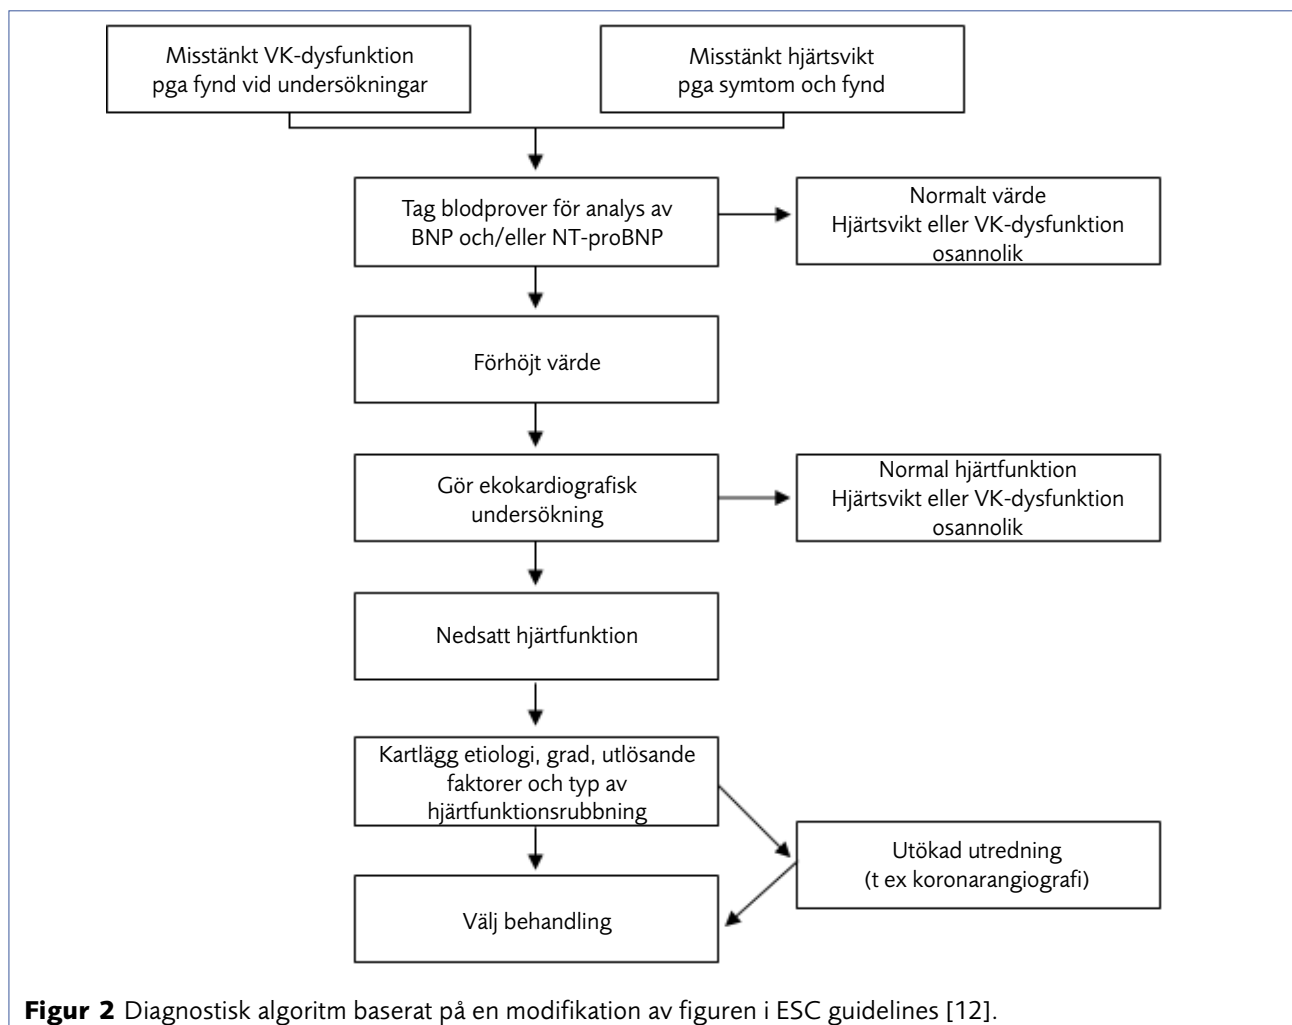 Misstänkt VK-dysfunktion
pga fynd vid undersökningar
Misstänkt hjärtsvikt
pga symtom och fynd
Tag blodprover för analys av
BNP och/eller NT-proBNP
Normalt värde
Hjärtsvikt eller VK-dysfunktion
osannolik
Förhöjt värde
Gör ekokardiografisk
undersökning
Normal hjärtfunktion
Hjärtsvikt eller VK-dysfunktion
osannolik
Nedsatt hjärtfunktion
Kartlägg etiologi, grad, utlösande
faktorer och typ av
hjärtfunktionsrubbning
Utökad utredning
(t ex koronarangiografi)
Välj behandling
Figur 2 Diagnostisk algoritm baserat på en modifikation av figuren i ESC guidelines [12].